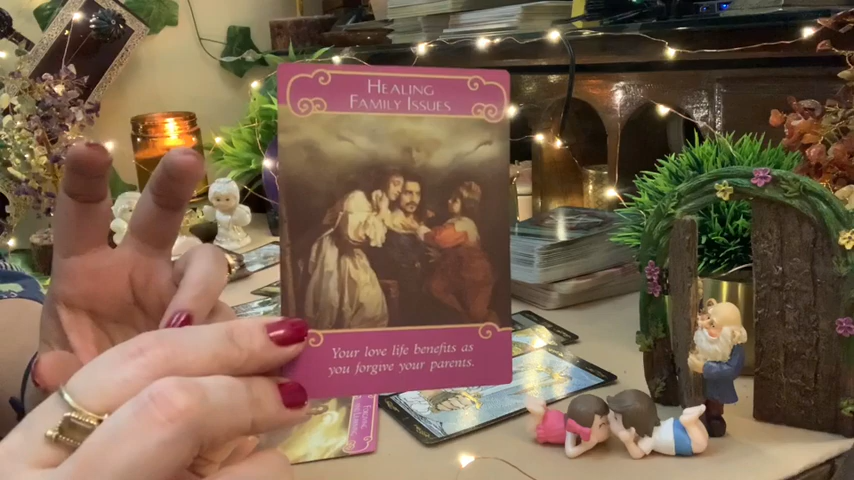 Healing
Family Issues
Your love life benefits as
you forgive your parents.